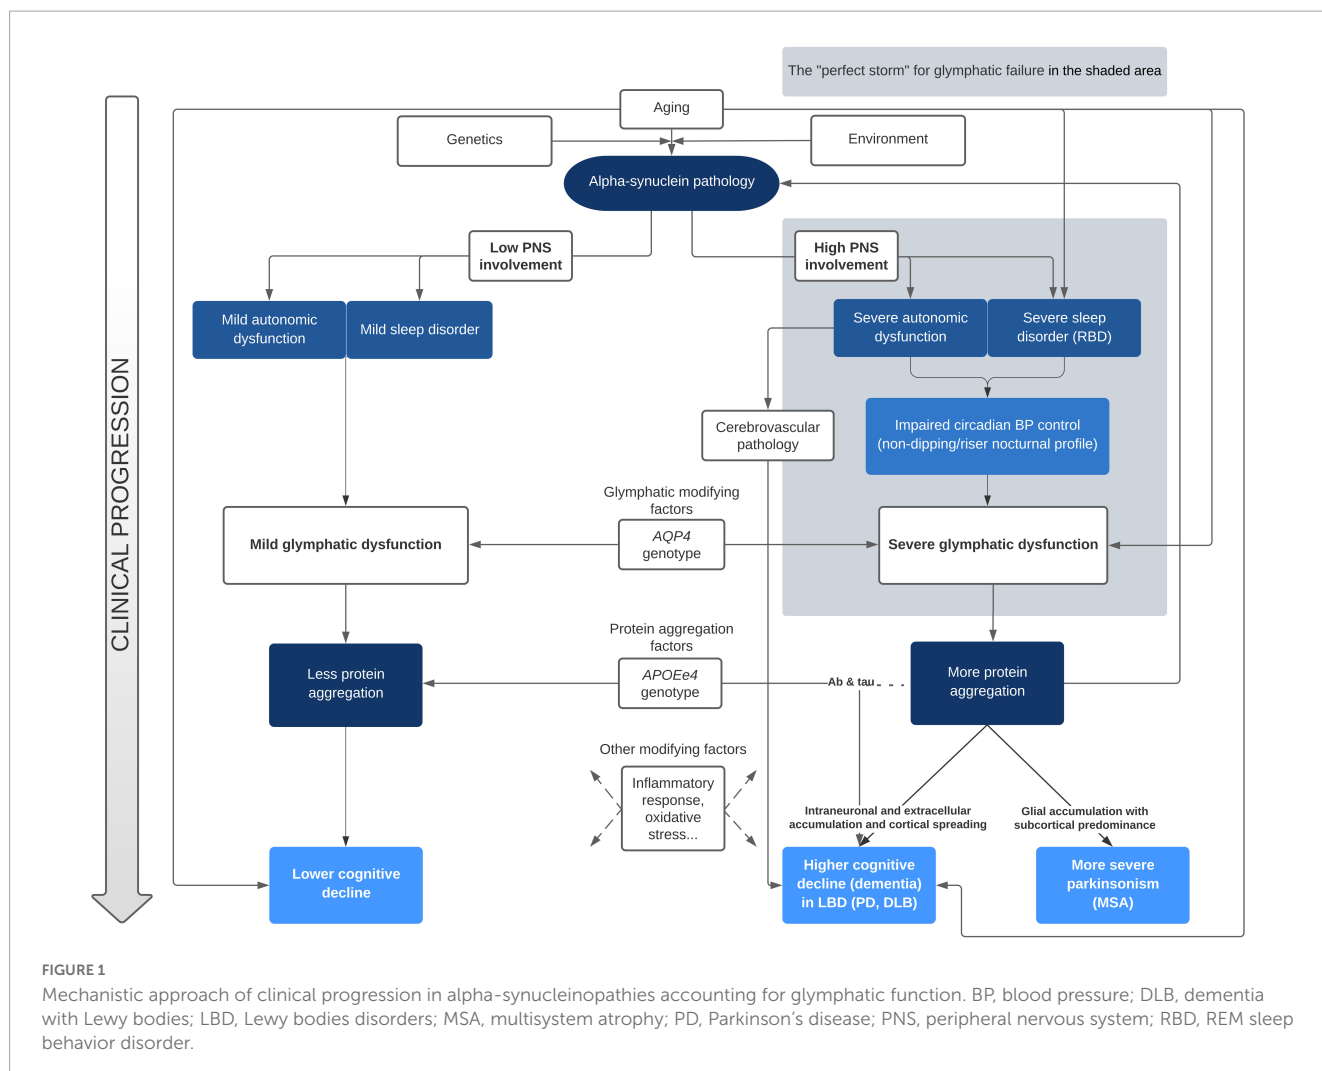 The "perfect storm" for glymphatic failure in the shaded area
Aging
Genetics
Environment
Alpha-synuclein pathology
Low PNS
involvement
High PNS
involvement
Mild autonomic
dysfunction
Mild sleep disorder
Severe autonomic
dysfunction
Severe sleep
disorder (RBD)
CLINICAL PROGRESSION
Cerebrovascular
pathology
Impaired circadian BP control
(non-dipping/riser nocturnal profile)
Glymphatic modifying
factors
Mild glymphatic dysfunction
AQP4
genotype
Severe glymphatic dysfunction
Protein aggregation
factors
Less protein
aggregation
APOEe4
genotype
Ab & tau
More protein
aggregation
Other modifying factors
Inflammatory
response,
oxidative
stress...
Intraneuronal and extracellular
accumulation and cortical spreading
Glial accumulation with
subcortical predominance
Lower cognitive
decline
Higher cognitive
decline (dementia)
in LBD (PD, DLB)
More severe
parkinsonism
(MSA)
FIGURE 1
Mechanistic approach of clinical progression in alpha-synucleinopathies accounting for glymphatic function. BP, blood pressure; DLB, dementia
with Lewy bodies; LBD, Lewy bodies disorders; MSA, multisystem atrophy; PD, Parkinson's disease; PNS, peripheral nervous system; RBD, REM sleep
behavior disorder.